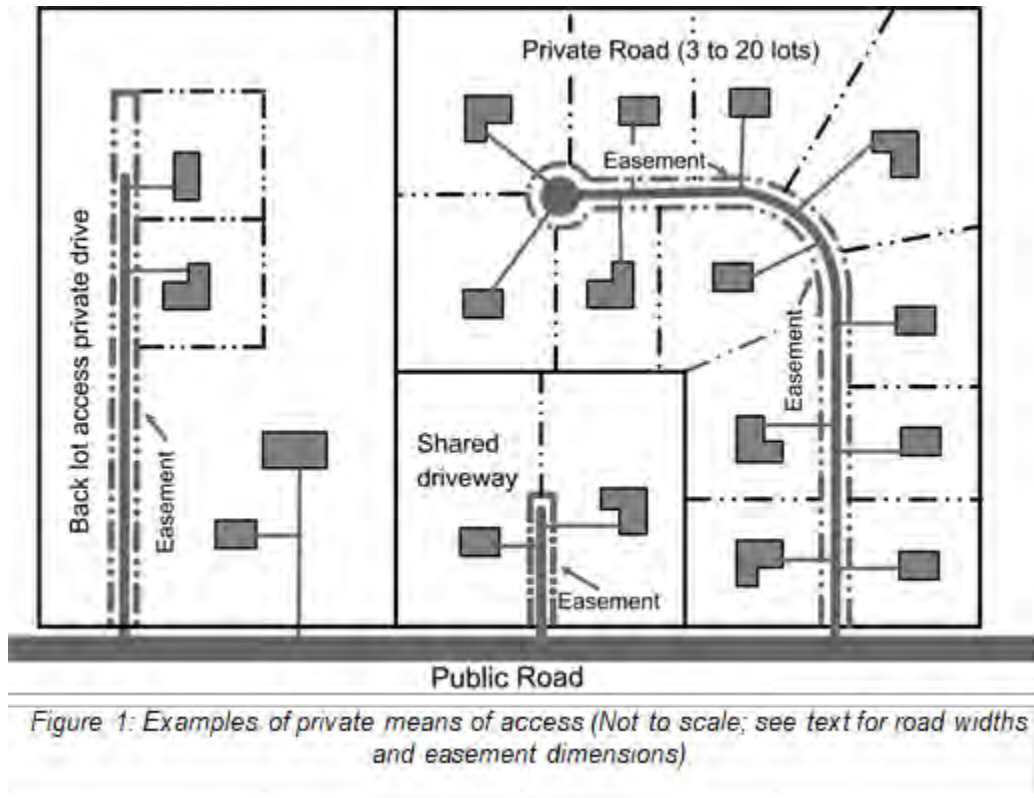 Private Road (3 to 20 lots)
Easement
Back lot access private drive
Easement
Easement
Shared
driveway
Easement
Public Road
Figure 1: Examples of private means of access (Not to scale; see text for road widths
and easement dimensions)